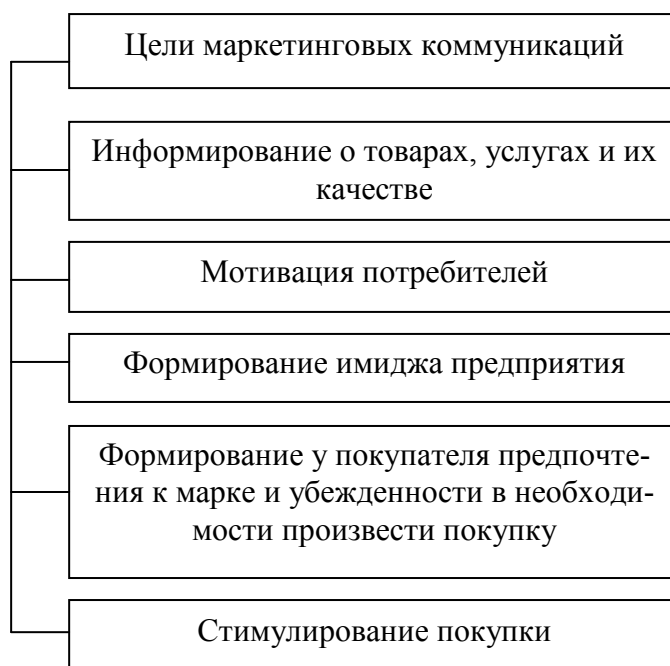 Цели маркетинговых коммуникаций
Информирование о товарах, услугах и их
качестве
Мотивация потребителей
Формирование имиджа предприятия
Формирование у покупателя предпочте-
ния к марке и убежденности в необходи-
мости произвести покупку
Стимулирование покупки